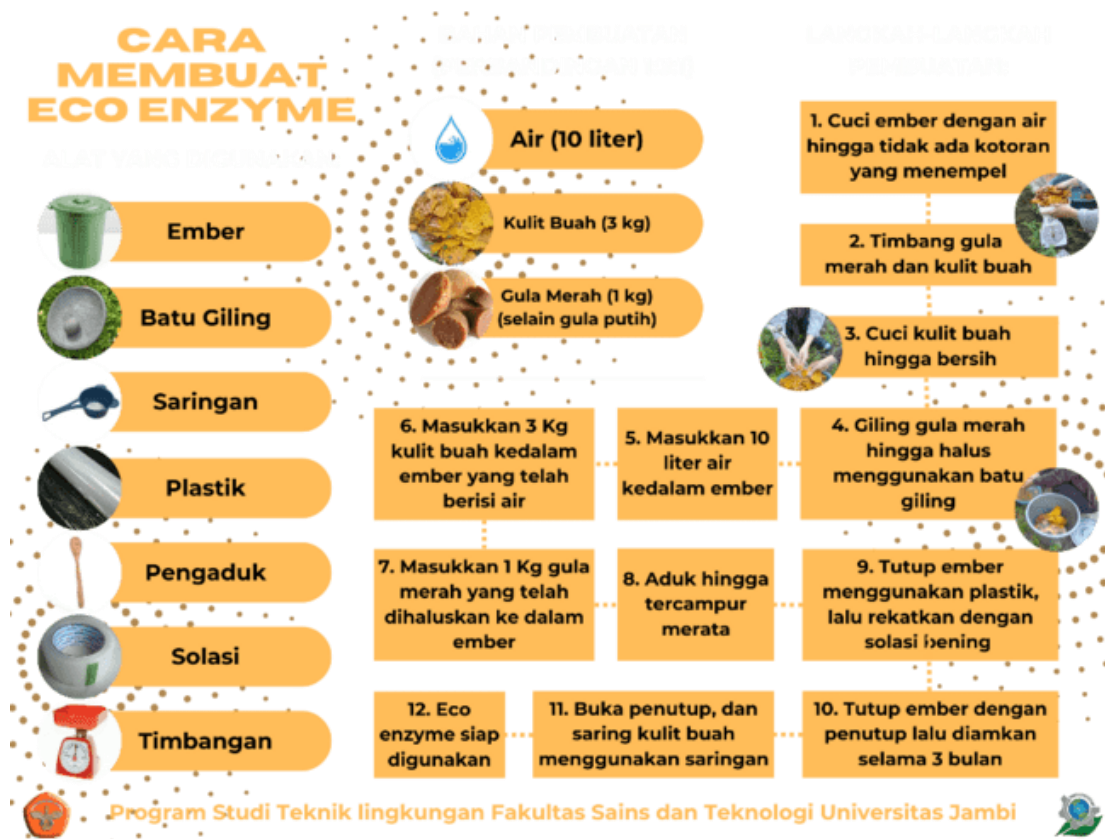 CARA
MEMBUAT
ECO ENZYME
Ember
Batu Giling
Saringan
Plastik
Pengaduk
Solasi
Timbangan
Air (10 liter)
Kulit Buah (3 kg)
Gula Merah (1 kg)
(selain gula putih)
1. Cuci ember dengan air
hingga tidak ada kotoran
yang menempel
2. Timbang gula
merah dan kulit buah
3. Cuci kulit buah
hingga bersih
4. Giling gula merah
hingga halus
menggunakan batu
giling
5. Masukkan 10
liter air
kedalam ember
6. Masukkan 3 Kg
kulit buah kedalam
ember yang telah
berisi air
7. Masukkan 1 Kg gula
merah yang telah
dihaluskan ke dalam
ember
8. Aduk hingga
tercampur
merata
9. Tutup ember
menggunakan plastik,
lalu rekatkan dengan
solasi bening
10. Tutup ember dengan
penutup lalu diamkan
selama 3 bulan
11. Buka penutup, dan
saring kulit buah
menggunakan saringan
12. Eco
enzyme siap
digunakan
Program Studi Teknik lingkungan Fakultas Sains dan Teknologi Universitas Jambi